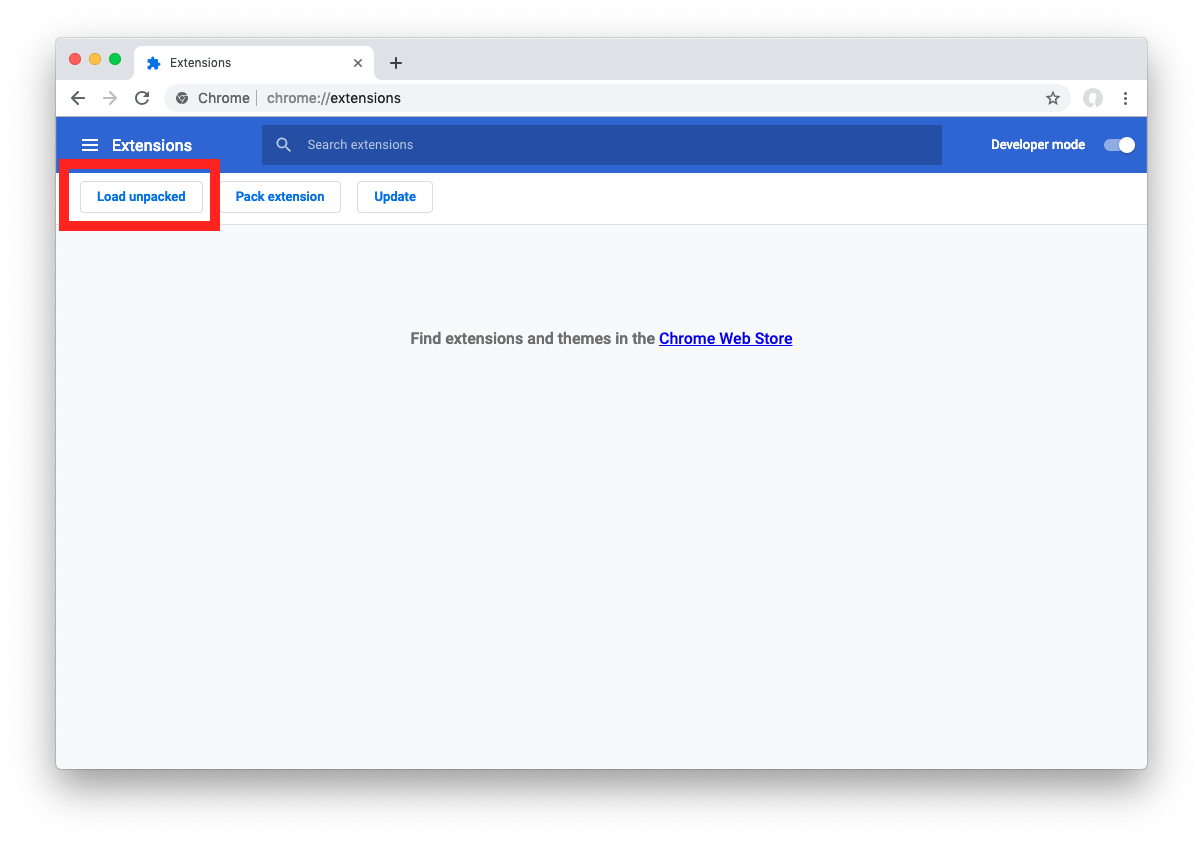 Extensions
Chrome chrome://extensions
Extensions Search extensions Developer mode
Load unpacked Pack extension Update
Find extensions and themes in the Chrome Web Store